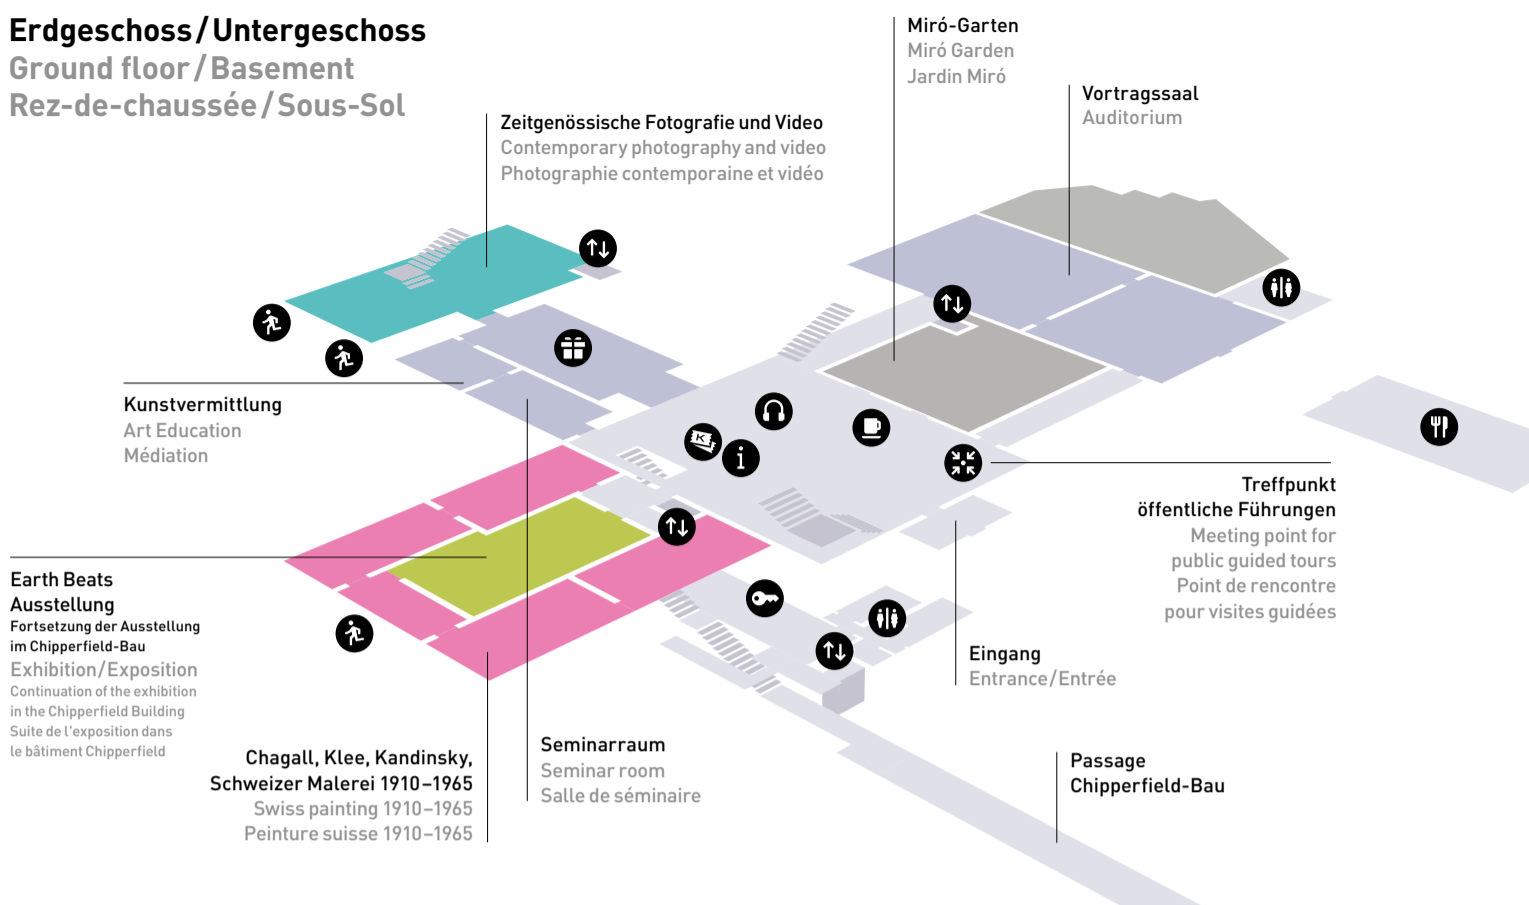 Erdgeschoss/Untergeschoss
Ground floor/Basement
Rez-de-chaussée/Sous-Sol
Zeitgenössische Fotografie und Video
Contemporary photography and video
Photographie contemporaine et vidéo
Miró-Garten
Miró Garden
Jardin Miró
Vortragssaal
Auditorium
Kunstvermittlung
Art Education
Médiation
K
i
Treffpunkt
öffentliche Führungen
Meeting point for
public guided tours
Point de rencontre
pour visites guidées
Earth Beats
Ausstellung
Fortsetzung der Ausstellung
im Chipperfield-Bau
Exhibition/Exposition
Continuation of the exhibition
in the Chipperfield Building
Suite de l'exposition dans
le bâtiment Chipperfield
Eingang
Entrance/Entrée
Chagall, Klee, Kandinsky,
Schweizer Malerei 1910–1965
Swiss painting 1910–1965
Peinture suisse 1910–1965
Seminarraum
Seminar room
Salle de séminaire
Passage
Chipperfield-Bau